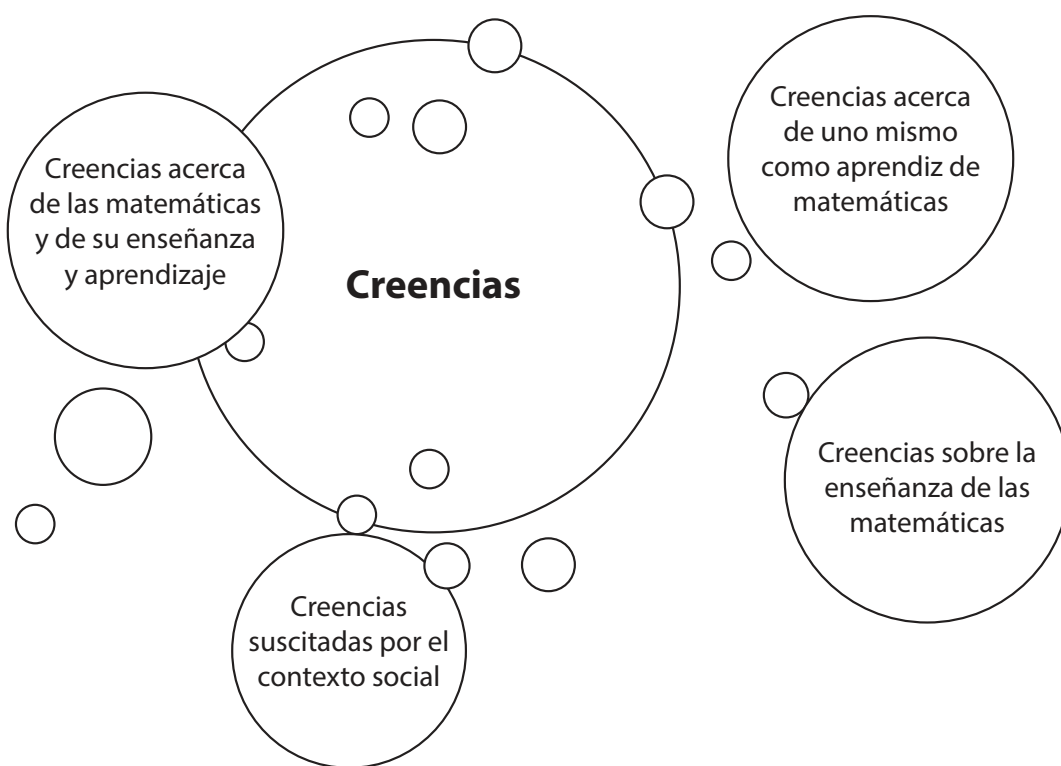 Creencias acerca
de las matemáticas
y de su enseñanza
y aprendizaje
Creencias
Creencias acerca
de uno mismo
como aprendiz de
matemáticas
Creencias sobre la
enseñanza de las
matemáticas
Creencias
suscitadas por el
contexto social